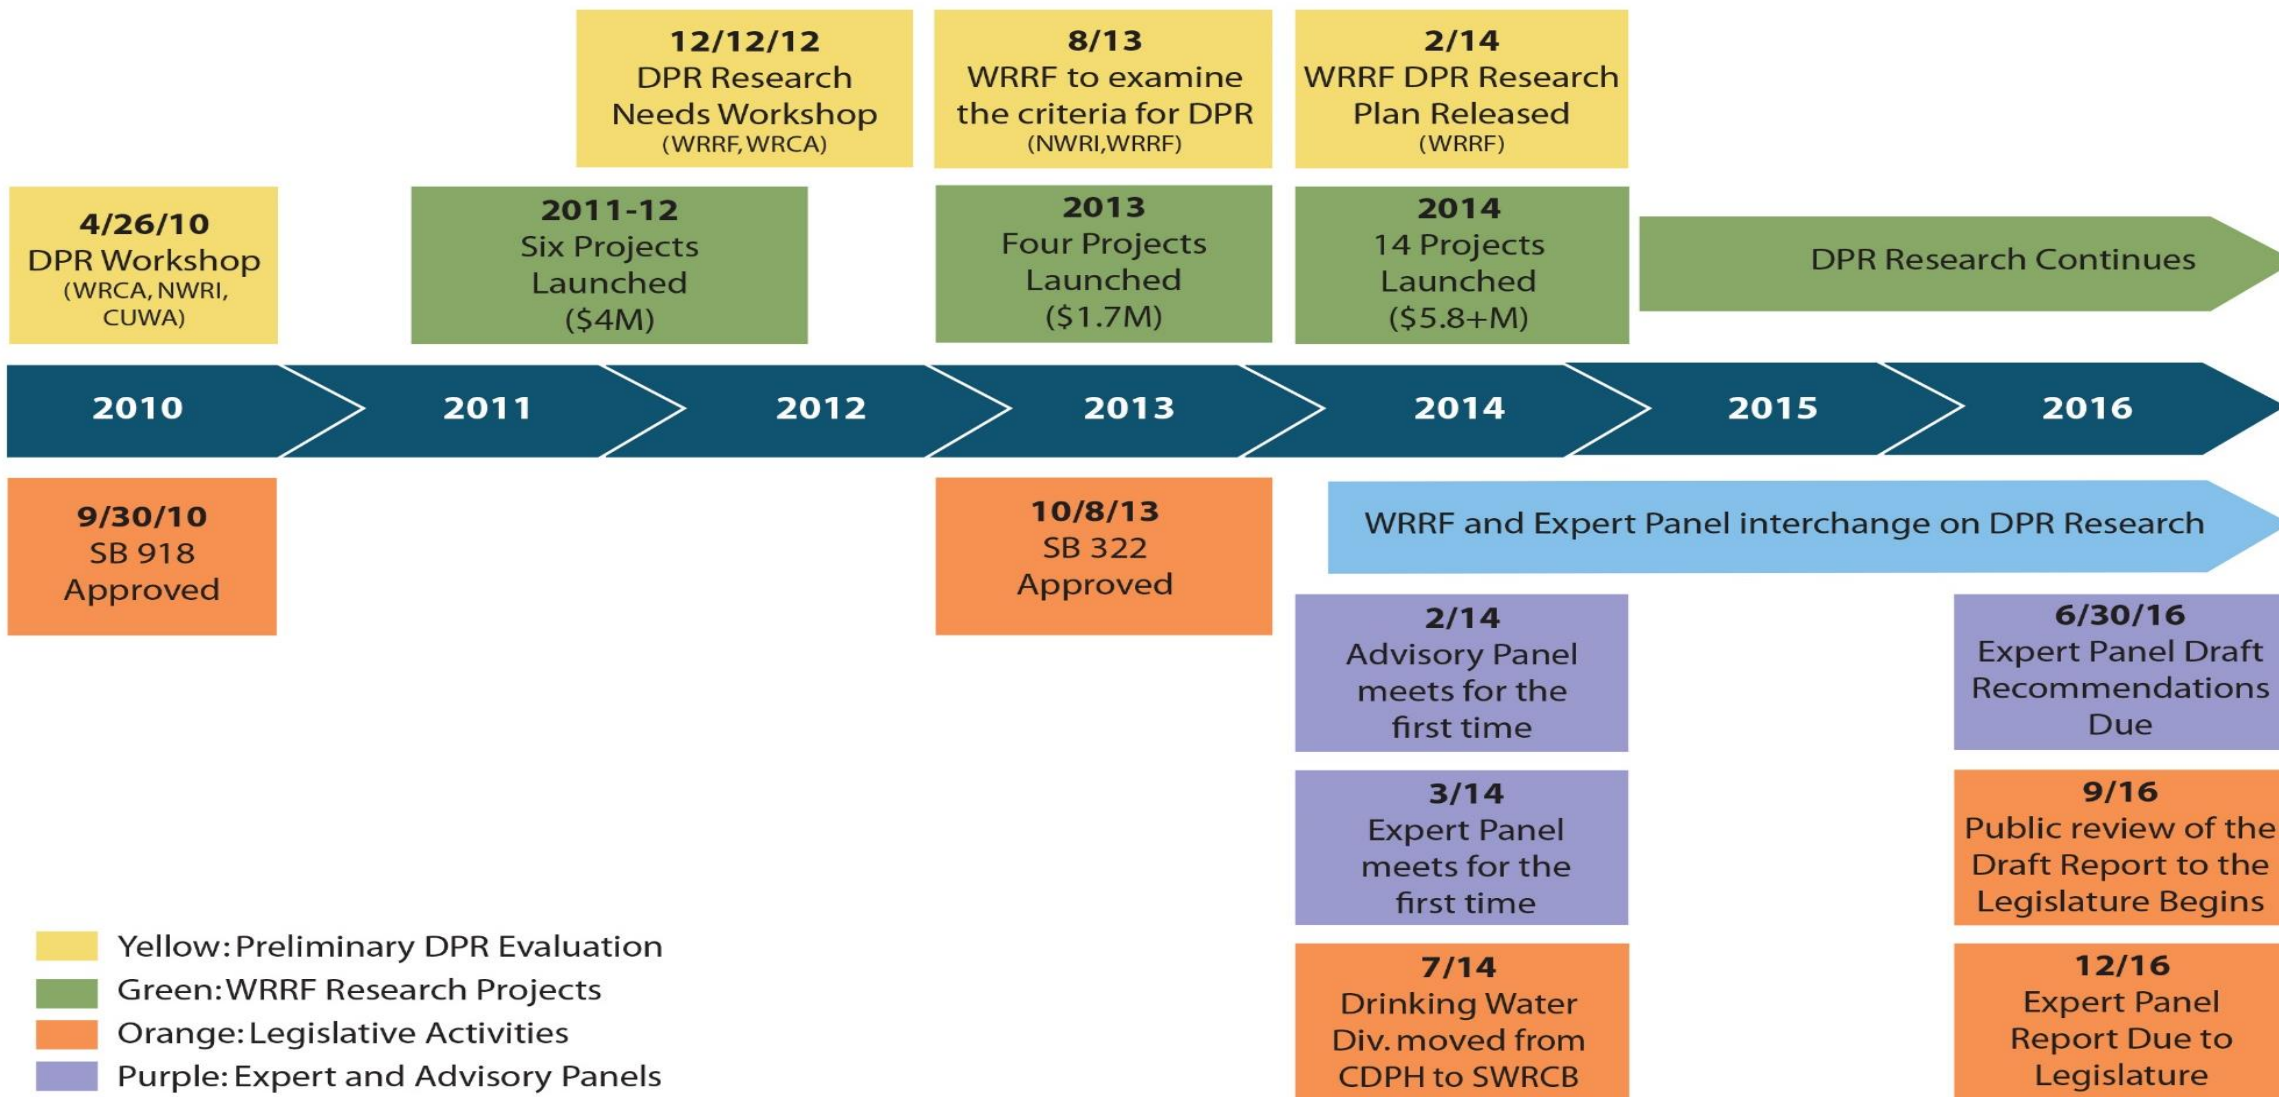 12/12/12
DPR Research
Needs Workshop
(WRRF, WRCA)
8/13
WRRF to examine
the criteria for DPR
(NWRI,WRRF)
2/14
WRRF DPR Research
Plan Released
(WRRF)
4/26/10
DPR Workshop
(WRCA, NWRI,
CUWA)
2011-12
Six Projects
Launched
($4M)
2013
Four Projects
Launched
($1.7M)
2014
14 Projects
Launched
($5.8+M)
DPR Research Continues
2010
2011
2012
2013
2014
2015
2016
9/30/10
SB 918
Approved
10/8/13
SB 322
Approved
WRRF and Expert Panel interchange on DPR Research
2/14
Advisory Panel
meets for the
first time
6/30/16
Expert Panel Draft
Recommendations
Due
3/14
Expert Panel
meets for the
first time
9/16
Public review of the
Draft Report to the
Legislature Begins
7/14
Drinking Water
Div. moved from
CDPH to SWRCB
12/16
Expert Panel
Report Due to
Legislature
Yellow: Preliminary DPR Evaluation
Green: WRRF Research Projects
Orange: Legislative Activities
Purple: Expert and Advisory Panels